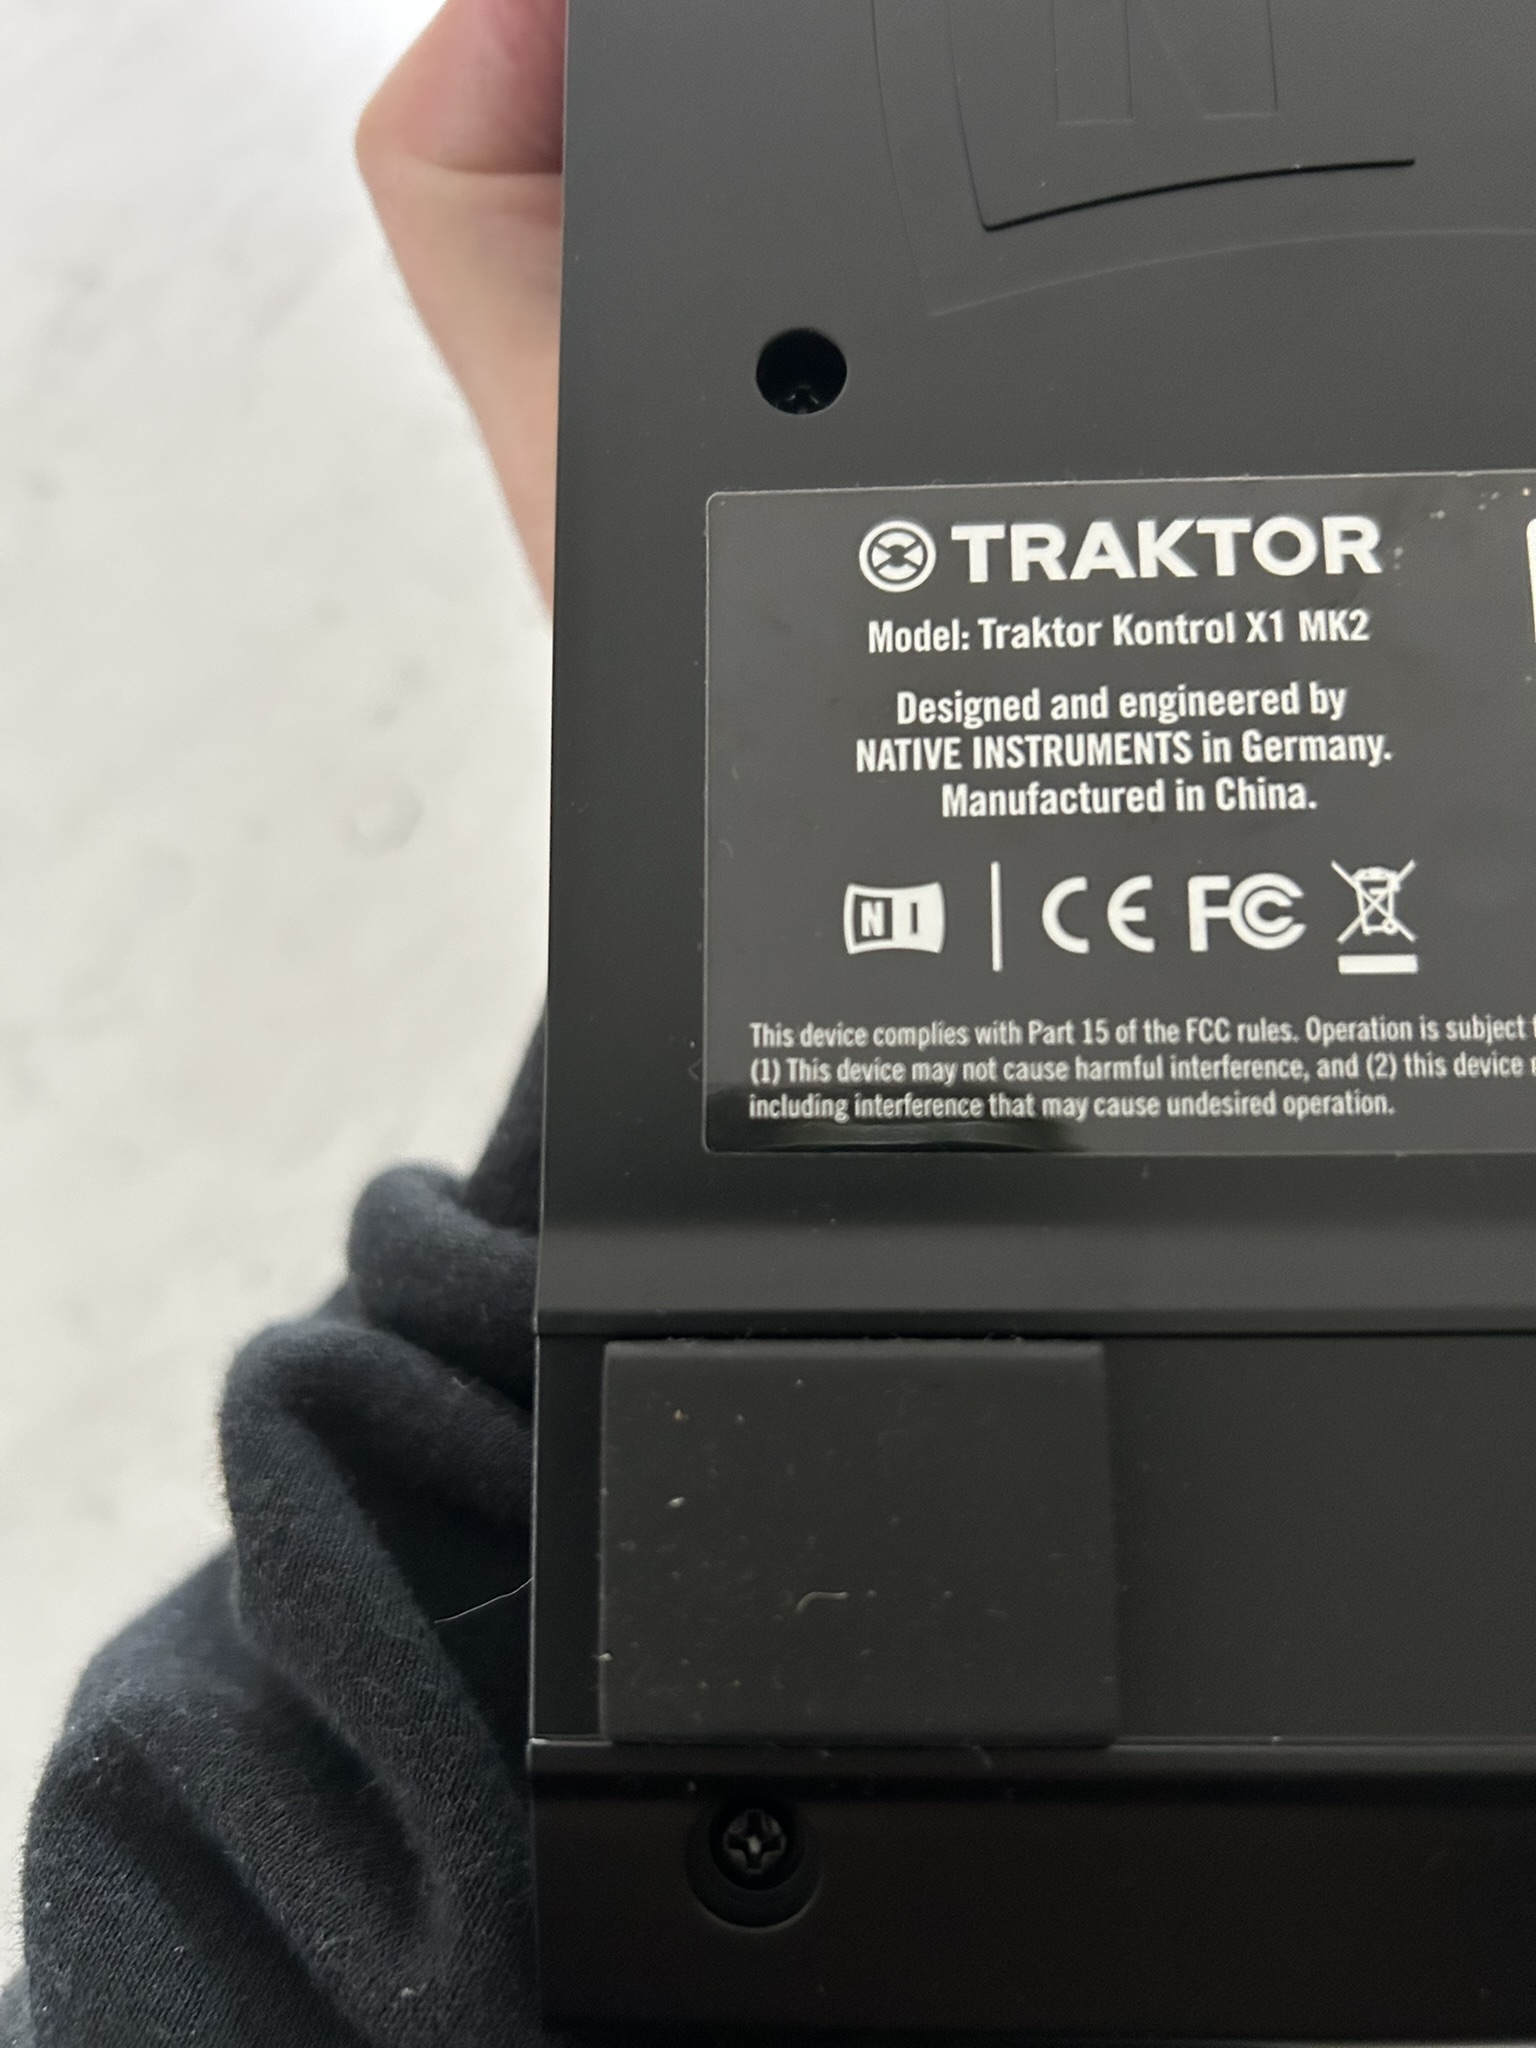 N
TRAKTOR
Model: Traktor Kontrol X1 MK2
Designed and engineered by
NATIVE INSTRUMENTS in Germany.
Manufactured in China.
NI | CE FC
This device complies with Part 15 of the FCC rules. Operation is subject
(1) This device may not cause harmful interference, and (2) this device
including interference that may cause undesired operation.